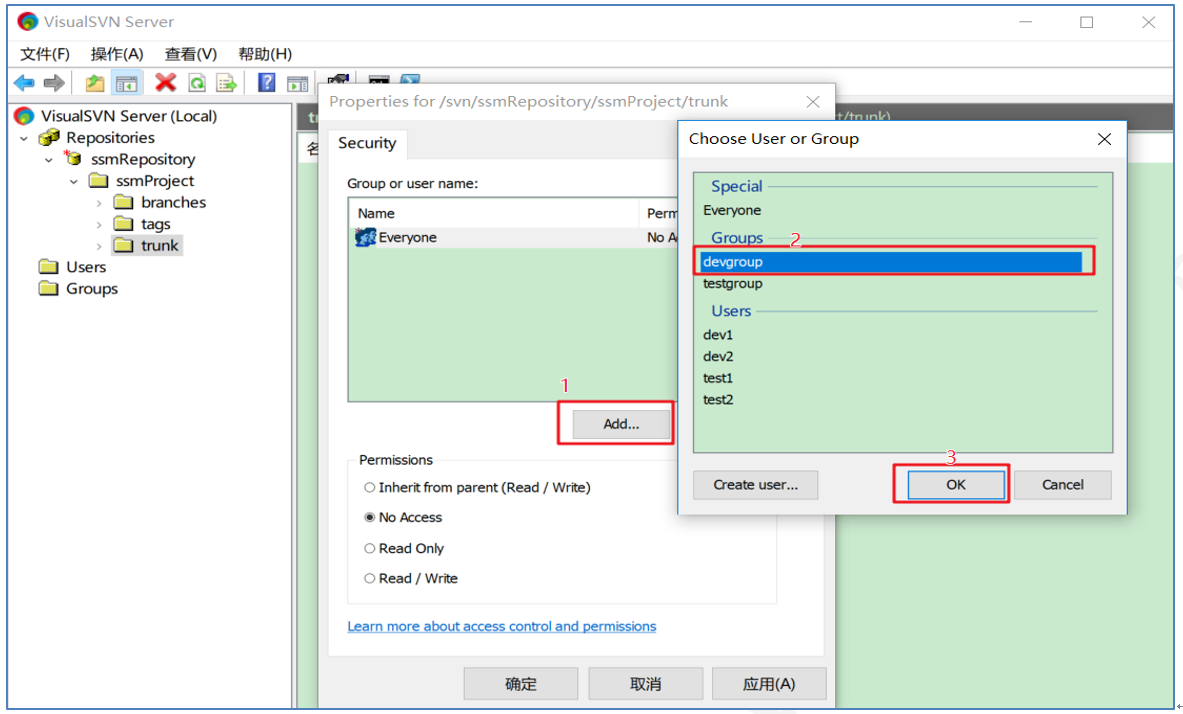 VisualSVN Server
文件(F) 操作(A) 查看(V) 帮助(H)
VisualSVN Server (Local)
Repositories
ssmRepository
ssmProject
branches
tags
trunk
Users
Groups
Properties for /svn/ssmRepository/ssmProject/trunk
t/trunk)
Security
Group or user name:
Name
Everyone
No A
1
Add...
Permissions
Inherit from parent (Read / Write)
No Access
Read Only
Read / Write
Learn more about access control and permissions
确定 取消 应用(A)
Choose User or Group
Special
Everyone
Groups
2
devgroup
testgroup
Users
dev1
dev2
test1
test2
3
Create user... OK Cancel